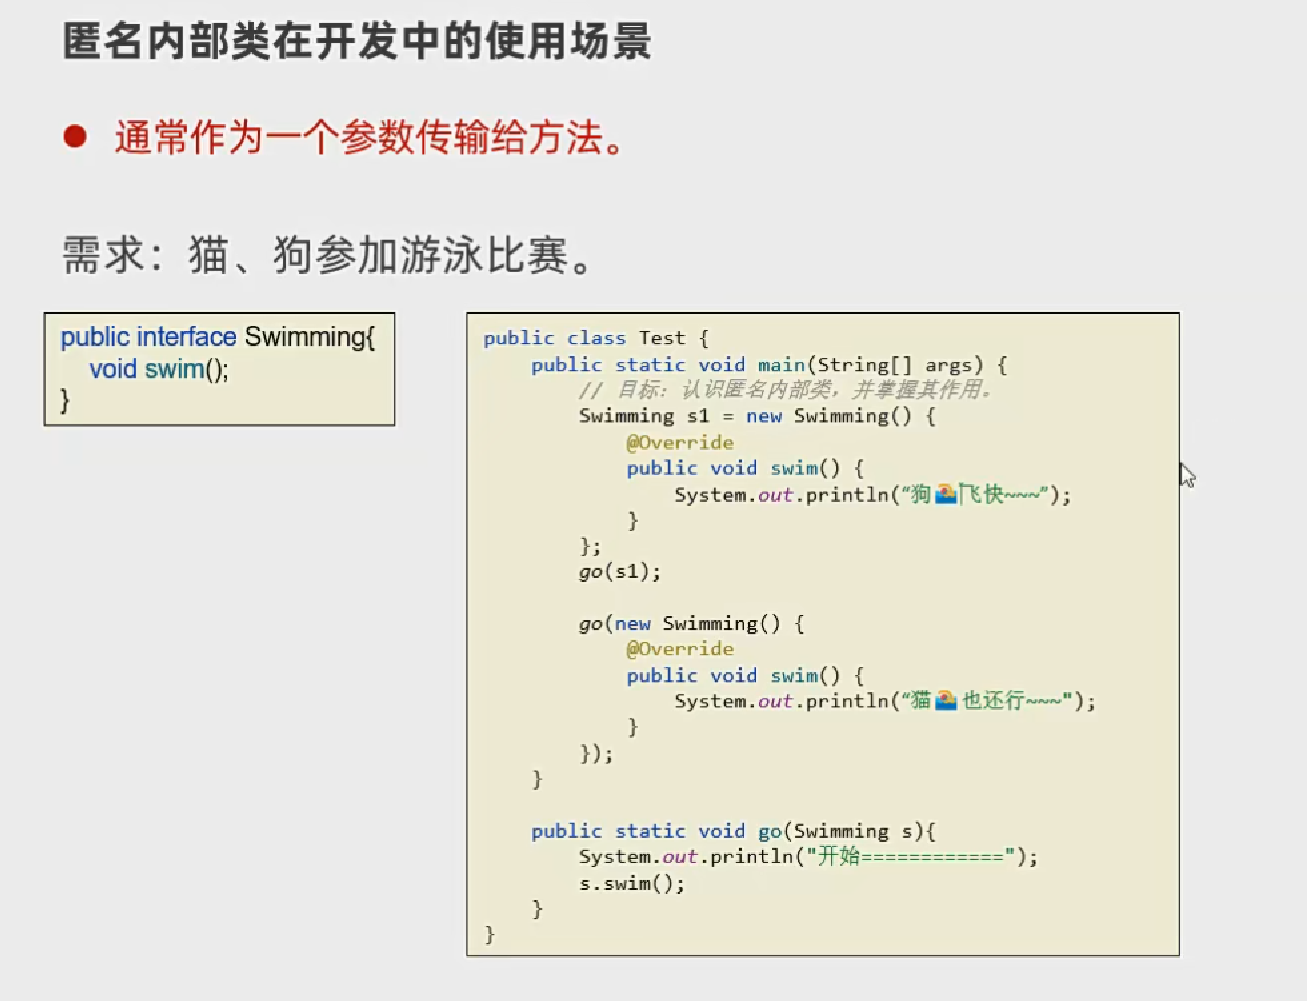 匿名内部类在开发中的使用场景
● 通常作为一个参数传输给方法。
需求：猫、狗参加游泳比赛。
public interface Swimming{
    void swim();
}
public class Test {
    public static void main(String[] args) {
        // 目标：认识匿名内部类，并掌握其作用。
        Swimming s1 = new Swimming() {
            @Override
            public void swim() {
                System.out.println(“狗🏊飞快~~~”);
            }
        };
        go(s1);
        go(new Swimming() {
            @Override
            public void swim() {
                System.out.println(“猫🏊也还行~~~");
            }
        });
    }
    public static void go(Swimming s){
        System.out.println("开始============");
        s.swim();
    }
}